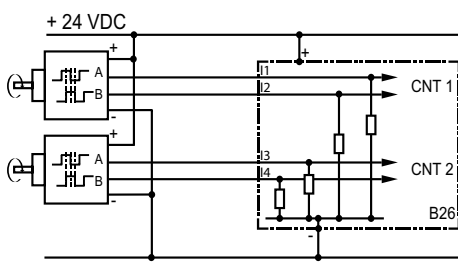 + 24 VDC
+
A
B
-
+
A
B
-
+
I1
I2
CNT 1
I3
I4
CNT 2
B26
-